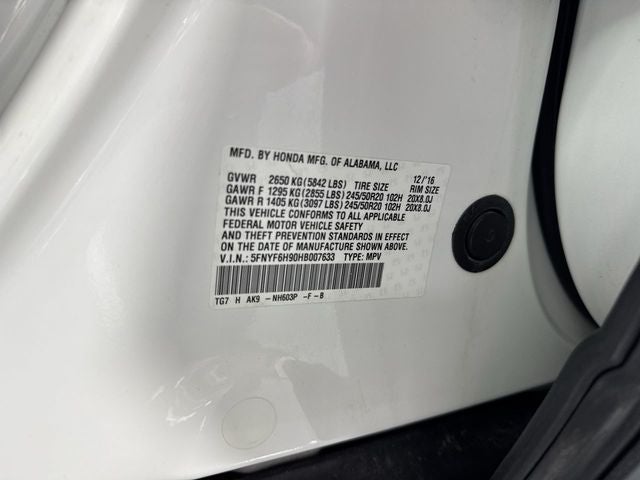 MFD. BY HONDA MFG. OF ALABAMA, LLC
GVWR 2650 KG (5842 LBS) TIRE SIZE 12/'16 RIM SIZE
GAWR F 1295 KG (2855 LBS) 245/50R20 102H 20X8.0J
GAWR R 1405 KG (3097 LBS) 245/50R20 102H 20X8.0J
THIS VEHICLE CONFORMS TO ALL APPLICABLE
FEDERAL MOTOR VEHICLE SAFETY
AND THEFT PREVENTION STANDARDS IN EFFECT
ON THE DATE OF MANUFACTURE SHOWN ABOVE.
V.I.N.: 5FNYF6H90HB007633 TYPE: MPV
TG7 H AK9 -NH603P -F -B